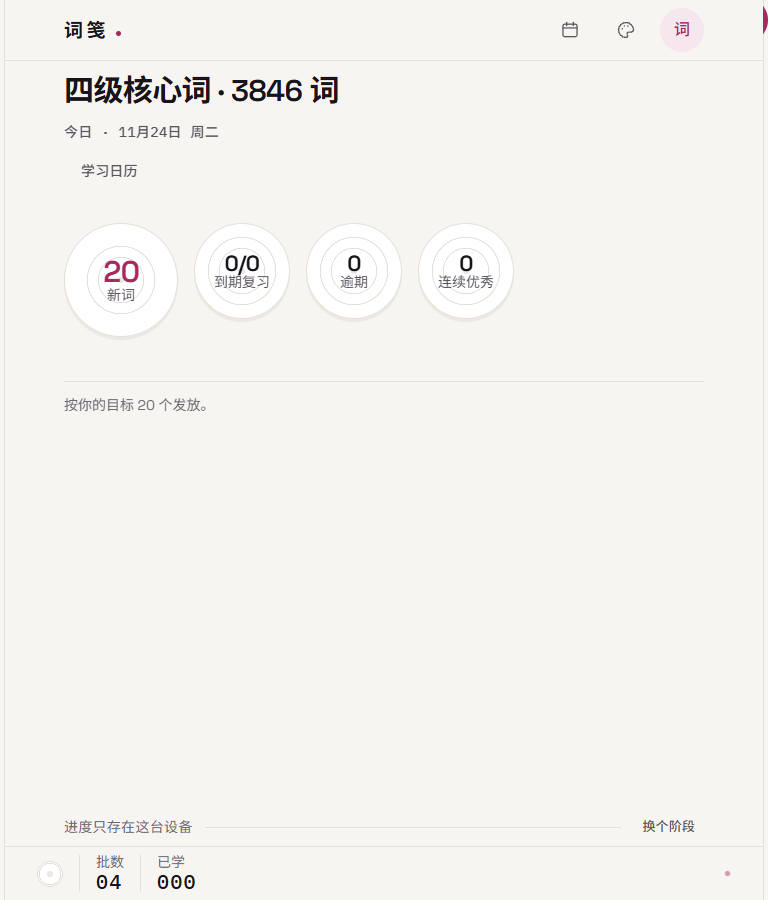 词笺
词
四级核心词 · 3846 词
今日 · 11月24日 周二
学习日历
20
新词
0/0
到期复习
0
逾期
0
连续优秀
按你的目标 20 个发放。
进度只存在这台设备
换个阶段
批数
04
已学
000